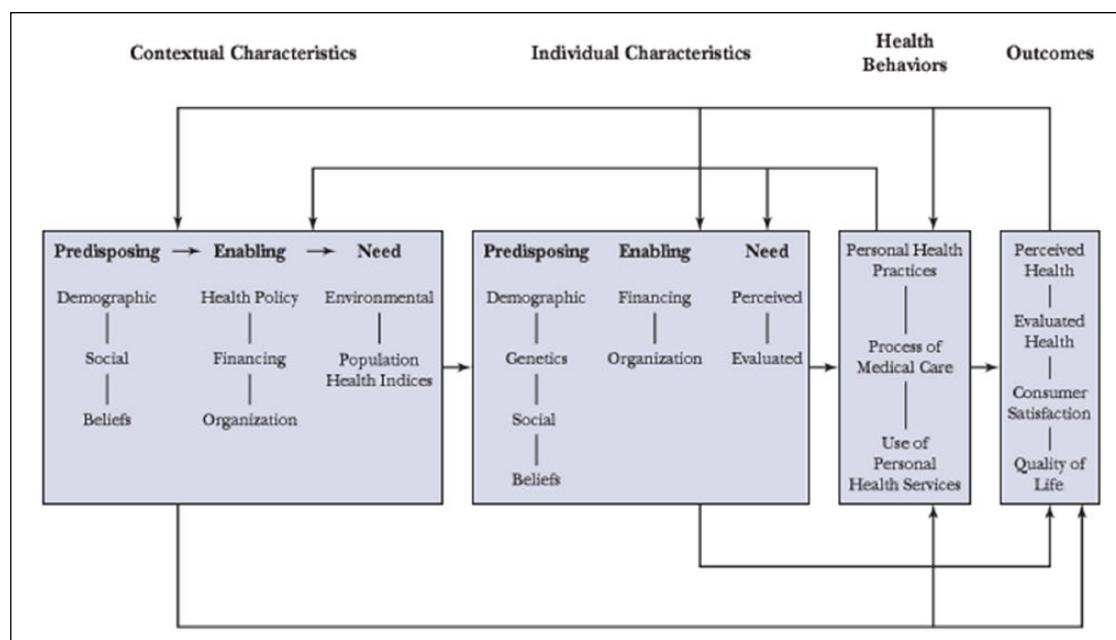 Contextual Characteristics
Individual Characteristics
Health
Behaviors
Outcomes
Predisposing → Enabling → Need
Demographic
Social
Beliefs
Health Policy
Financing
Organization
Environmental
Population
Health Indices
Predisposing Enabling Need
Demographic
Genetics
Social
Beliefs
Financing
Organization
Perceived
Evaluated
Personal Health
Practices
Process of
Medical Care
Use of
Personal
Health Services
Perceived
Health
Evaluated
Health
Consumer
Satisfaction
Quality of
Life